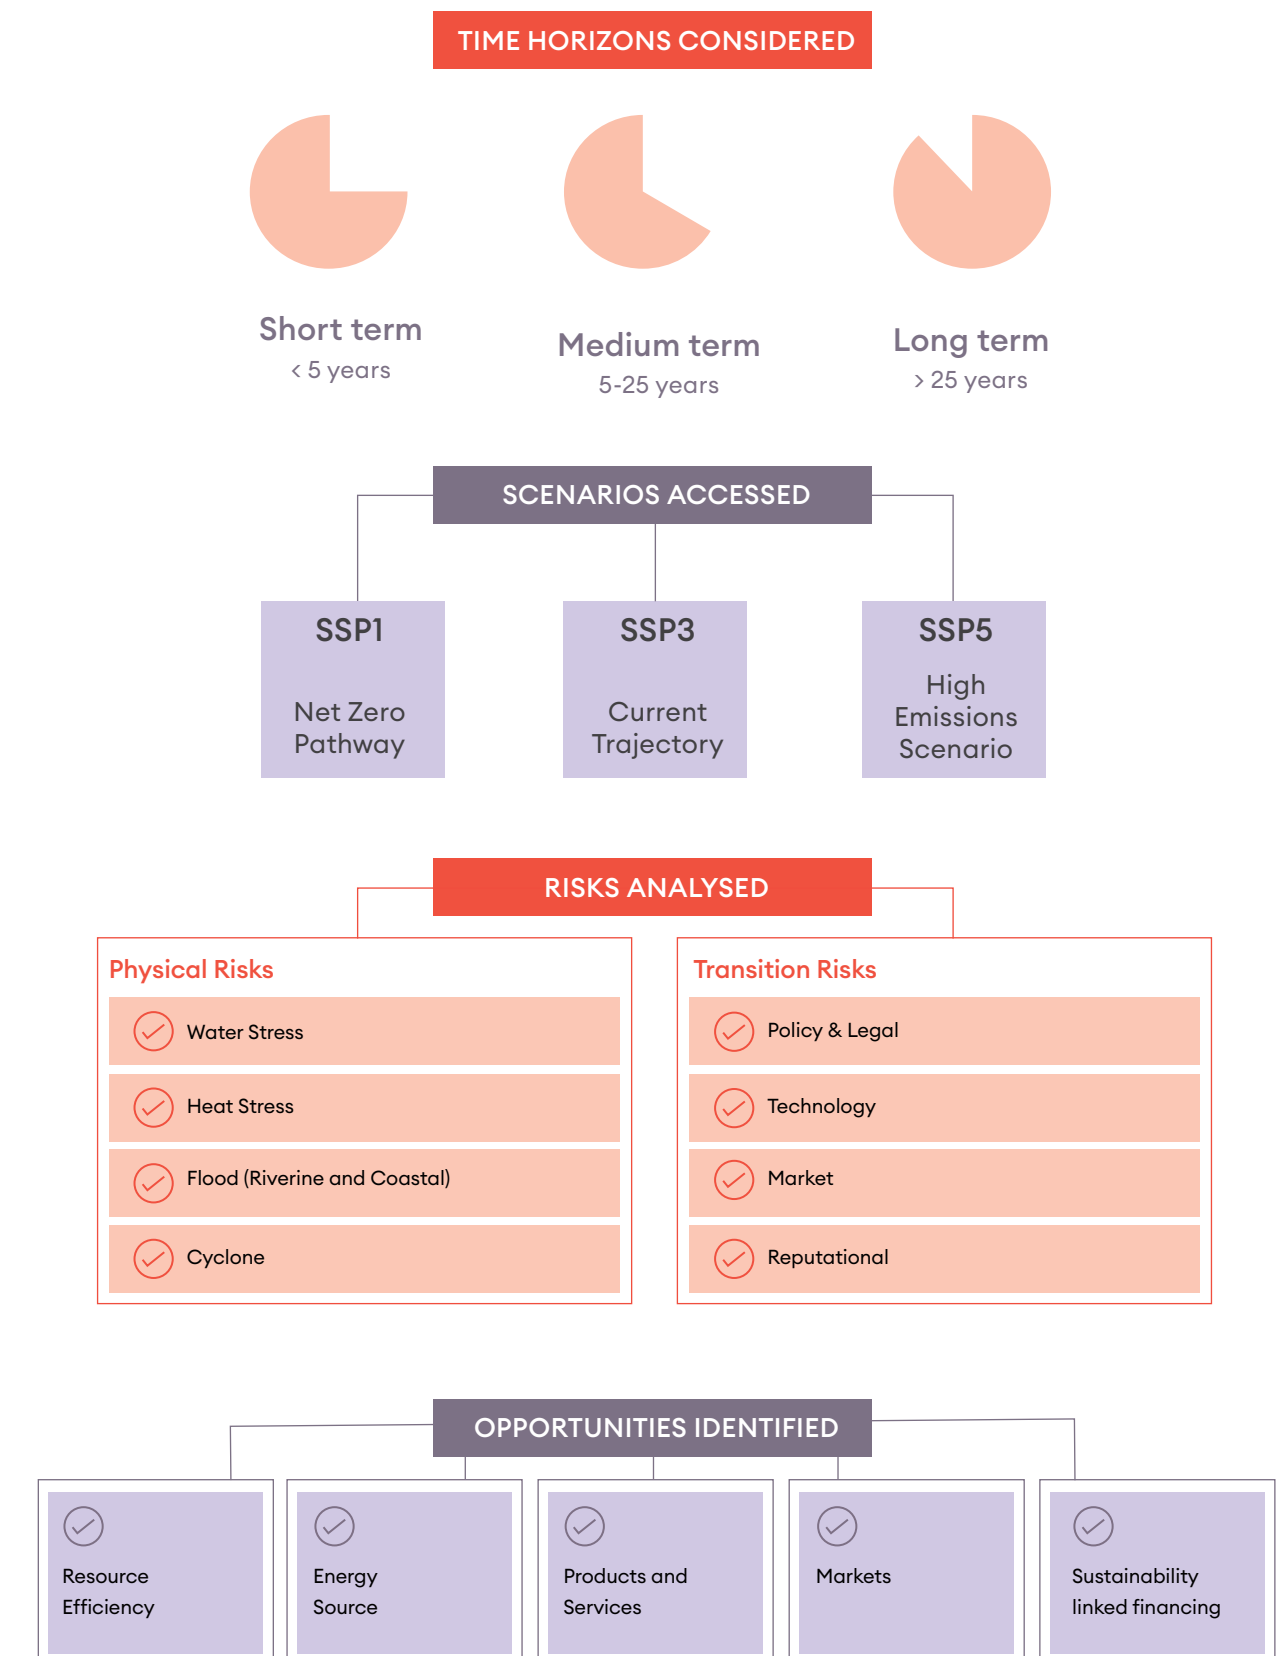 TIME HORIZONS CONSIDERED
Short term
< 5 years
Medium term
5-25 years
Long term
> 25 years
SCENARIOS ACCESSED
SSP1
Net Zero
Pathway
SSP3
Current
Trajectory
SSP5
High
Emissions
Scenario
RISKS ANALYSED
Physical Risks
Water Stress
Heat Stress
Flood (Riverine and Coastal)
Cyclone
Transition Risks
Policy & Legal
Technology
Market
Reputational
OPPORTUNITIES IDENTIFIED
Resource
Efficiency
Energy
Source
Products and
Services
Markets
Sustainability
linked financing